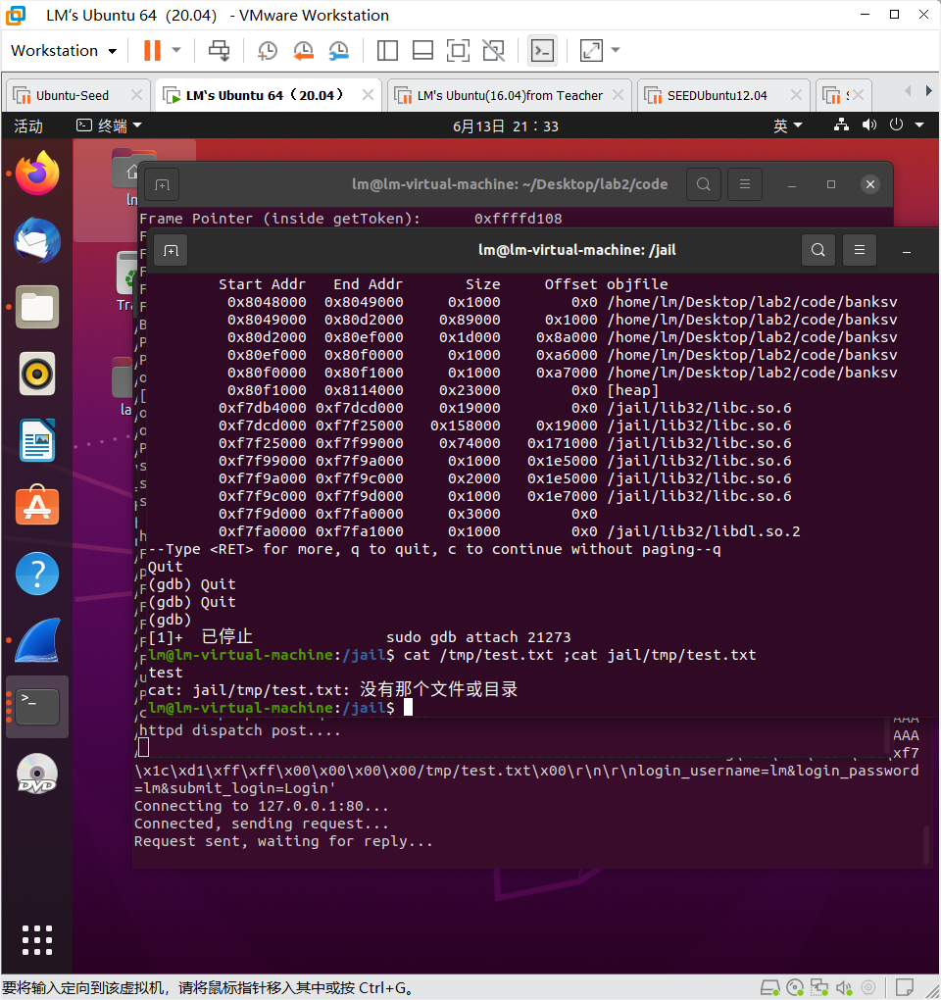 LM's Ubuntu 64（20.04） - VMware Workstation
Workstation
Ubuntu-Seed
LM's Ubuntu 64（20.04）
LM's Ubuntu(16.04)from Teacher
SEEDUbuntu12.04
活动
终端
6月13日 21：33
英
lm@lm-virtual-machine: ~/Desktop/lab2/code
Frame Pointer (inside getToken):      0xffffd108
lm@lm-virtual-machine: /jail
Start Addr   End Addr       Size     Offset objfile
0x8048000  0x8049000     0x1000        0x0 /home/lm/Desktop/lab2/code/banksv
0x8049000  0x80d2000    0x89000     0x1000 /home/lm/Desktop/lab2/code/banksv
0x80d2000  0x80ef000    0x1d000    0x8a000 /home/lm/Desktop/lab2/code/banksv
0x80ef000  0x80f0000     0x1000    0xa6000 /home/lm/Desktop/lab2/code/banksv
0x80f0000  0x80f1000     0x1000    0xa7000 /home/lm/Desktop/lab2/code/banksv
0x80f1000  0x8114000    0x23000        0x0 [heap]
0xf7db4000 0xf7dcd000    0x19000        0x0 /jail/lib32/libc.so.6
0xf7dcd000 0xf7f25000   0x158000    0x19000 /jail/lib32/libc.so.6
0xf7f25000 0xf7f99000    0x74000   0x171000 /jail/lib32/libc.so.6
0xf7f99000 0xf7f9a000     0x1000   0x1e5000 /jail/lib32/libc.so.6
0xf7f9a000 0xf7f9c000     0x2000   0x1e5000 /jail/lib32/libc.so.6
0xf7f9c000 0xf7f9d000     0x1000   0x1e7000 /jail/lib32/libc.so.6
0xf7f9d000 0xf7fa0000     0x3000        0x0
0xf7fa0000 0xf7fa1000     0x1000        0x0 /jail/lib32/libdl.so.2
--Type <RET> for more, q to quit, c to continue without paging--q
Quit
(gdb) Quit
(gdb) Quit
(gdb)
[1]+  已停止               sudo gdb attach 21273
lm@lm-virtual-machine:/jail$ cat /tmp/test.txt ;cat jail/tmp/test.txt
test
cat: jail/tmp/test.txt: 没有那个文件或目录
lm@lm-virtual-machine:/jail$
httpd dispatch post....
AAA
AAA
xf7
\x1c\xd1\xff\xff\x00\x00\x00\x00/tmp/test.txt\x00\r\n\r\nlogin_username=lm&login_password
=lm&submit_login=Login'
Connecting to 127.0.0.1:80...
Connected, sending request...
Request sent, waiting for reply...
要将输入定向到该虚拟机，请将鼠标指针移入其中或按 Ctrl+G。